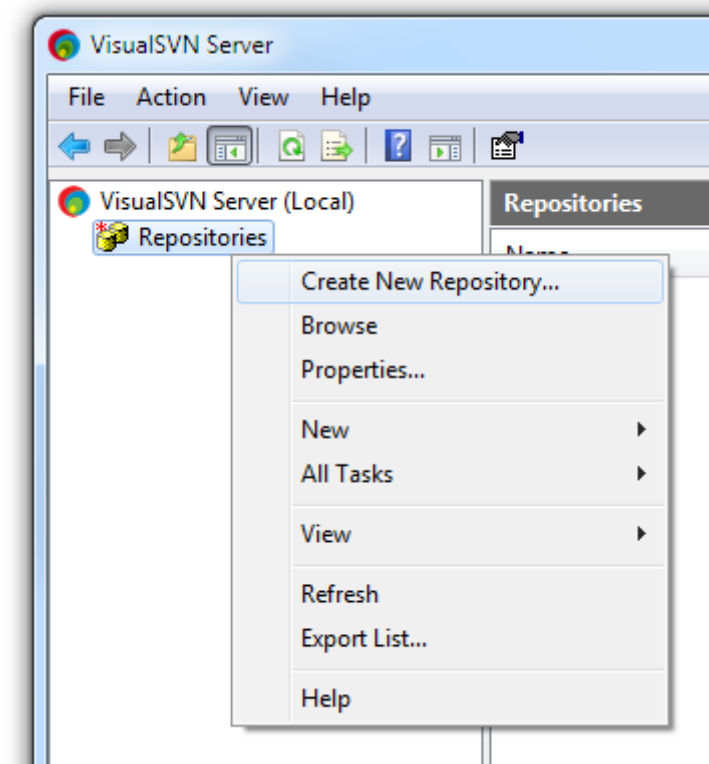 VisualSVN Server
File Action View Help
VisualSVN Server (Local)
Repositories
Repositories
Name
Create New Repository...
Browse
Properties...
New
All Tasks
View
Refresh
Export List...
Help